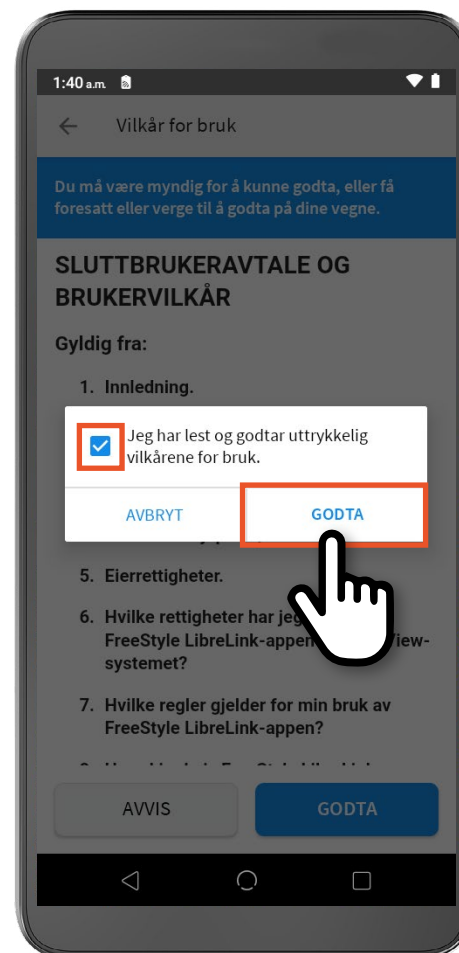 1:40 a.m.
Vilkår for bruk
Du må være myndig for å kunne godta, eller få
foresatt eller verge til å godta på dine vegne.
SLUTTBRUKERAVTALE OG
BRUKERVILKÅR
Gyldig fra:
1. Innledning.
Jeg har lest og godtar uttrykkelig
vilkårene for bruk.
AVBRYT
GODTA
5. Eierrettigheter.
6. Hvilke rettigheter har jeg
FreeStyle LibreLink-appen View-
systemet?
7. Hvilke regler gjelder for min bruk av
FreeStyle LibreLink-appen?
AVVIS
GODTA